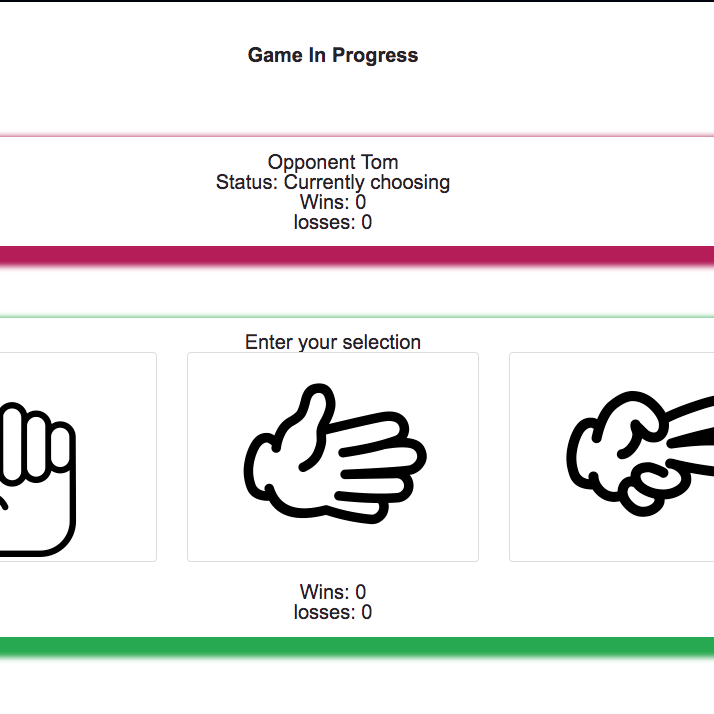 Game In Progress
Opponent Tom
Status: Currently choosing
Wins: 0
losses: 0
Enter your selection
Wins: 0
losses: 0